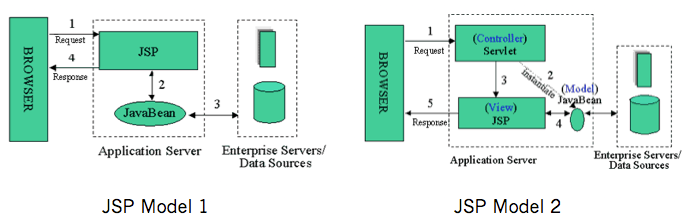 1
Request
4
Response
BROWSER
JSP
2
JavaBean
3
Application Server
Enterprise Servers/
Data Sources
JSP Model 1
1
Request
5
Response
BROWSER
(Controller)
Servlet
2
Instantiate
3
(Model)
JavaBean
(View)
JSP
4
Application Server
Enterprise Servers/
Data Sources
JSP Model 2